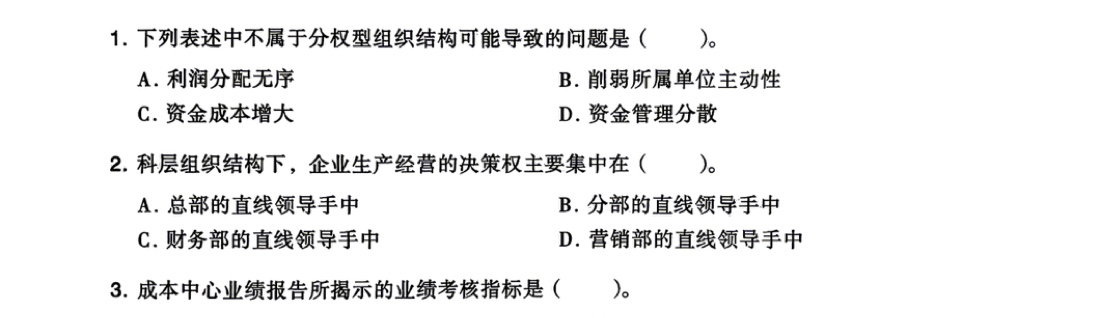 1. 下列表述中不属于分权型组织结构可能导致的问题是（　　）。
A. 利润分配无序　　B. 削弱所属单位主动性
C. 资金成本增大　　D. 资金管理分散
2. 科层组织结构下，企业生产经营的决策权主要集中在（　　）。
A. 总部的直线领导手中　　B. 分部的直线领导手中
C. 财务部的直线领导手中　　D. 营销部的直线领导手中
3. 成本中心业绩报告所揭示的业绩考核指标是（　　）。